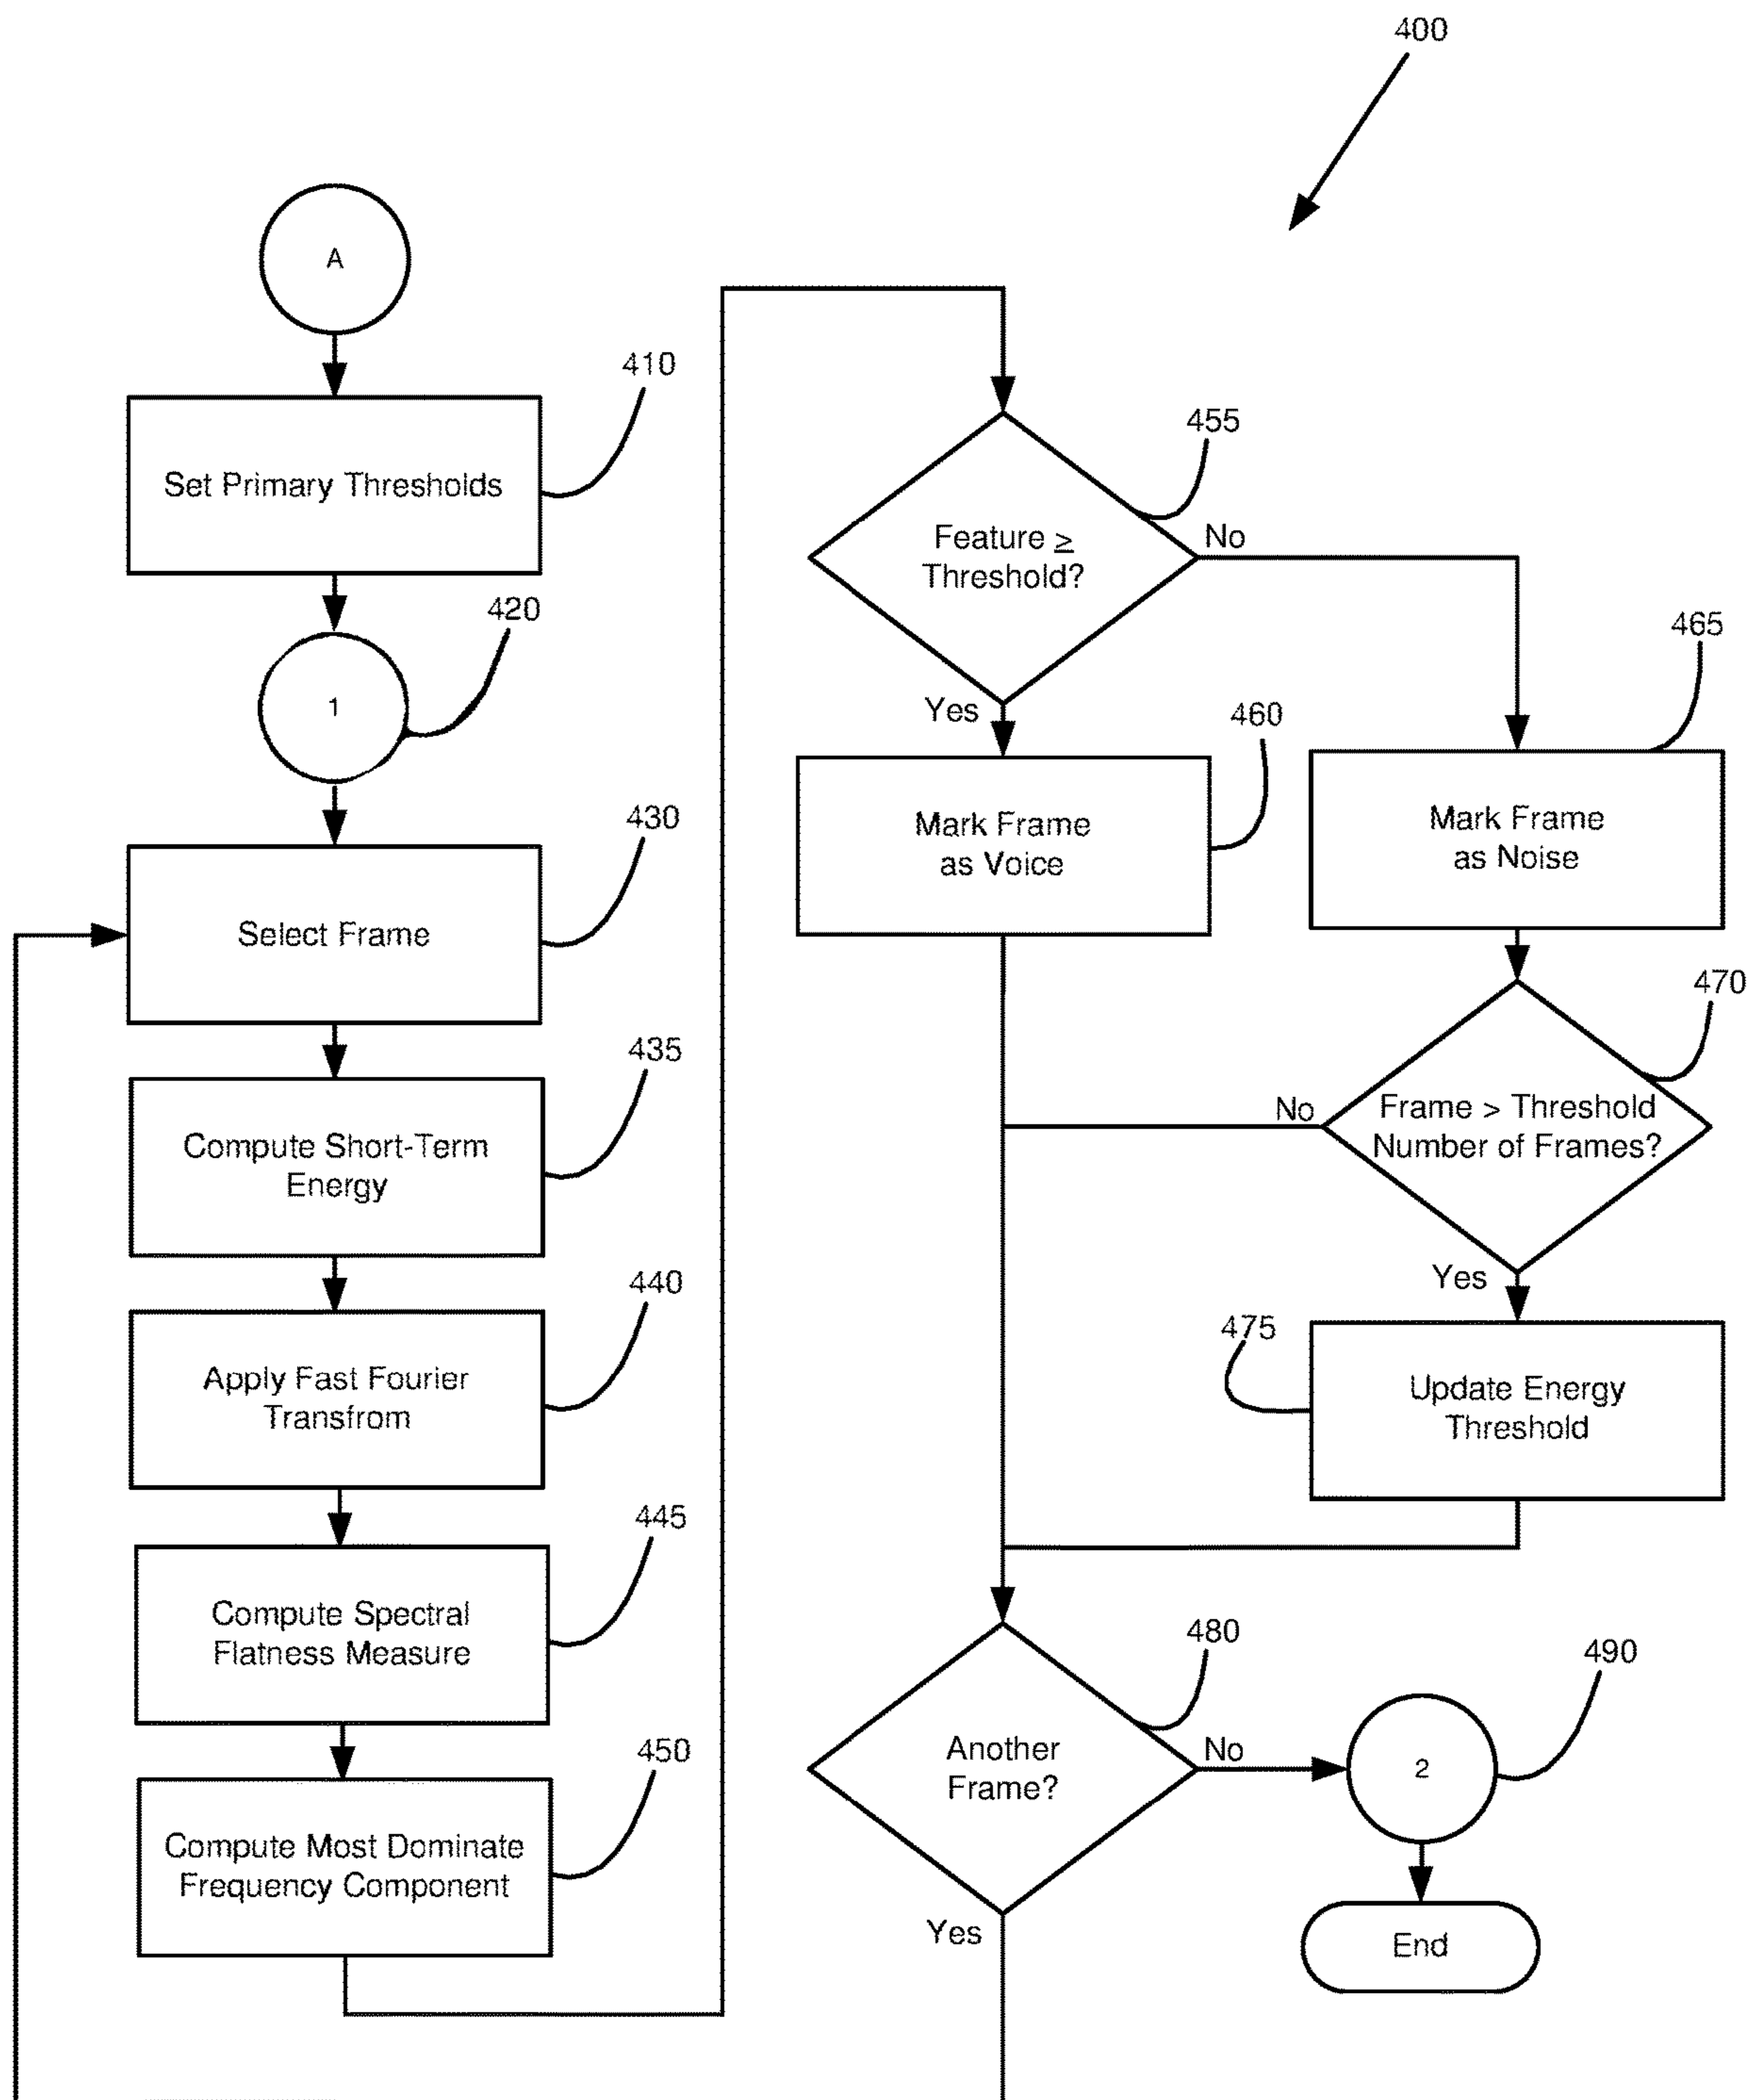 400
A
410
Set Primary Thresholds
420
1
430
Select Frame
435
Compute Short-Term
Energy
440
Apply Fast Fourier
Transfrom
445
Compute Spectral
Flatness Measure
450
Compute Most Dominate
Frequency Component
455
Feature ≥
Threshold?
No
Yes
460
Mark Frame
as Voice
465
Mark Frame
as Noise
470
Frame > Threshold
Number of Frames?
No
Yes
475
Update Energy
Threshold
480
Another
Frame?
No
Yes
490
2
End